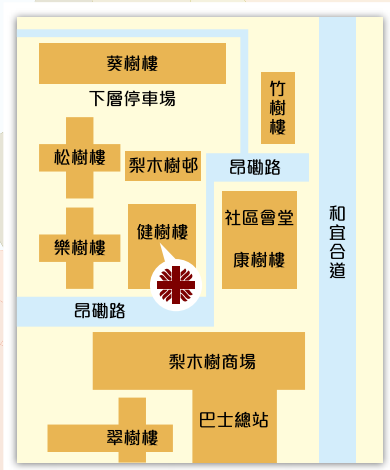 葵樹樓
下層停車場
竹樹樓
松樹樓
梨木樹邨
昂磡路
健樹樓
社區會堂
康樹樓
樂樹樓
和宜合道
昂磡路
梨木樹商場
巴士總站
翠樹樓